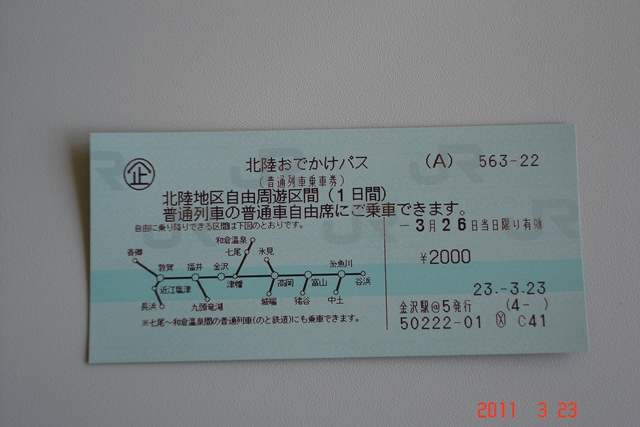 企
北陸おでかけパス
(A) 563-22
(普通列車乗車券)
北陸地区自由周遊区間(1日間)
普通列車の普通車自由席にご乗車できます。
自由に乗り降りできる区間は下図のとおりです。
-3月26日当日限り有効
¥2000
和倉温泉
七尾
氷見
糸魚川
敦賀
福井
金沢
津幡
高岡
富山
谷浜
近江塩津
長浜
九頭竜湖
城端
猪谷
中土
※七尾~和倉温泉間の普通列車(のと鉄道)にも乗車できます。
23.-3.23
金沢駅@5発行 (4- )
50222-01 Ⓧ C41
2011 3 23